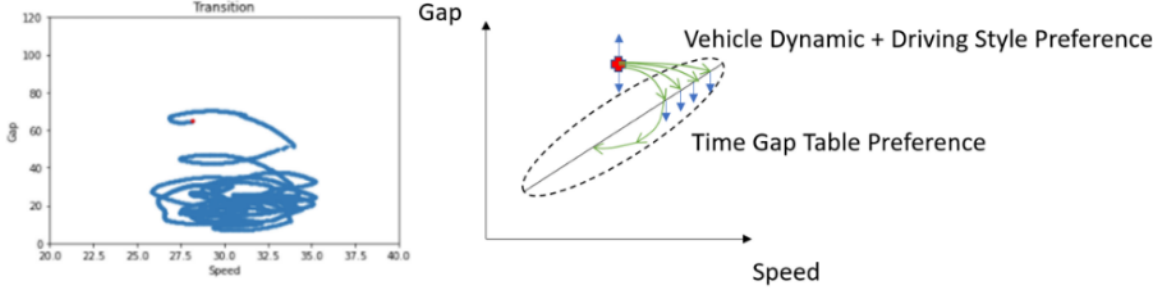 Transition
120
100
80
60
40
20
0
Gap
20.0 22.5 25.0 27.5 30.0 32.5 35.0 37.5 40.0
Speed
Gap
Vehicle Dynamic + Driving Style Preference
Time Gap Table Preference
Speed